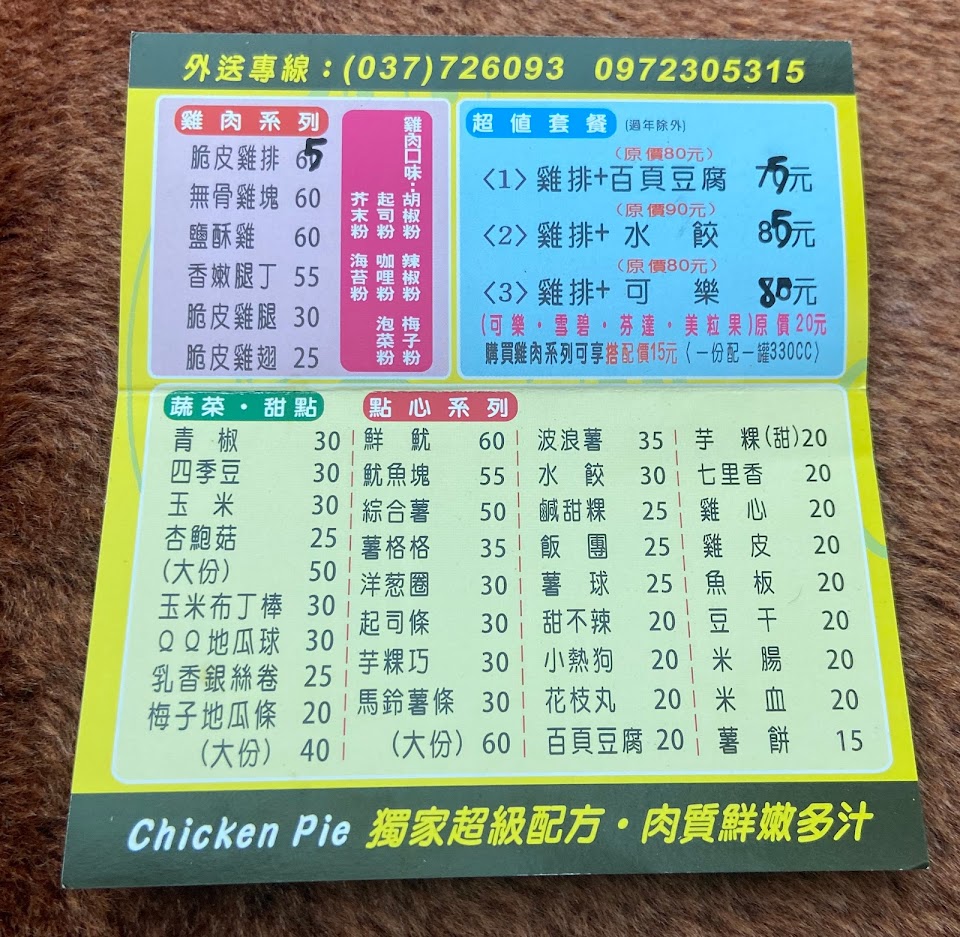 外送專線：(037)726093 0972305315
雞肉系列
脆皮雞排 65
無骨雞塊 60
鹽酥雞 60
香嫩腿丁 55
脆皮雞腿 30
脆皮雞翅 25
雞肉口味：胡椒粉 辣椒粉 梅子粉
起司粉 咖哩粉 泡菜粉
芥末粉 海苔粉
超值套餐 (過年除外)
(原價80元)
〈1〉雞排+百頁豆腐 75元
(原價90元)
〈2〉雞排+ 水餃 85元
(原價80元)
〈3〉雞排+ 可樂 80元
(可樂・雪碧・芬達・美粒果)原價20元
購買雞肉系列可享搭配價15元〈一份配一罐330CC〉
蔬菜・甜點
青椒 30
四季豆 30
玉米 30
杏鮑菇 25
(大份) 50
玉米布丁棒 30
QQ地瓜球 30
乳香銀絲卷 25
梅子地瓜條 20
(大份) 40
點心系列
鮮魷 60
魷魚塊 55
綜合薯 50
薯格格 35
洋葱圈 30
起司條 30
芋粿巧 30
馬鈴薯條 30
(大份) 60
波浪薯 35
水餃 30
鹹甜粿 25
飯團 25
薯球 25
甜不辣 20
小熱狗 20
花枝丸 20
百頁豆腐 20
芋粿(甜)20
七里香 20
雞心 20
雞皮 20
魚板 20
豆干 20
米腸 20
米血 20
薯餅 15
Chicken Pie 獨家超級配方・肉質鮮嫩多汁